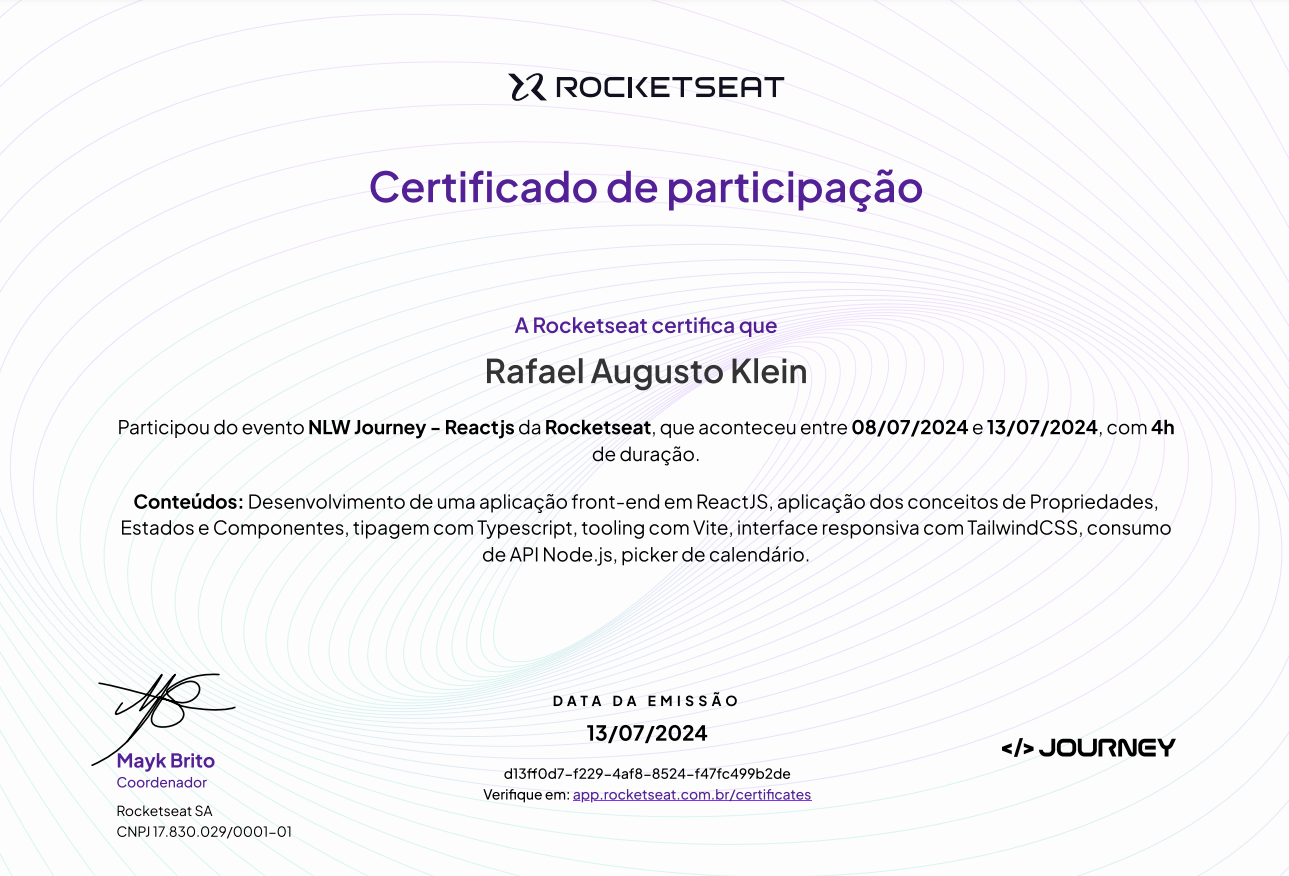 ROCKETSEAT
Certificado de participação
A Rocketseat certifica que
Rafael Augusto Klein
Participou do evento NLW Journey - Reactjs da Rocketseat, que aconteceu entre 08/07/2024 e 13/07/2024, com 4h
de duração.
Conteúdos: Desenvolvimento de uma aplicação front-end em ReactJS, aplicação dos conceitos de Propriedades,
Estados e Componentes, tipagem com Typescript, tooling com Vite, interface responsiva com TailwindCSS, consumo
de API Node.js, picker de calendário.
Mayk Brito
Coordenador
Rocketseat SA
CNPJ 17.830.029/0001-01
DATA DA EMISSÃO
13/07/2024
d13ff0d7-f229-4af8-8524-f47fc499b2de
Verifique em: app.rocketseat.com.br/certificates
</> JOURNEY